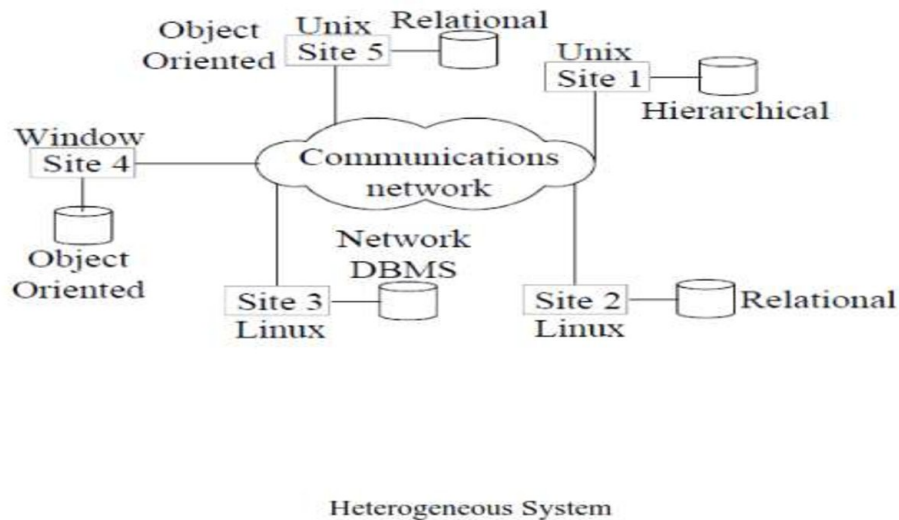 Object
Oriented
Unix
Site 5
Relational
Unix
Site 1
Hierarchical
Window
Site 4
Object
Oriented
Communications
network
Network
DBMS
Site 3
Linux
Site 2
Linux
Relational
Heterogeneous System